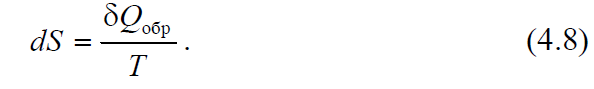 dS = δQобр / T . (4.8)